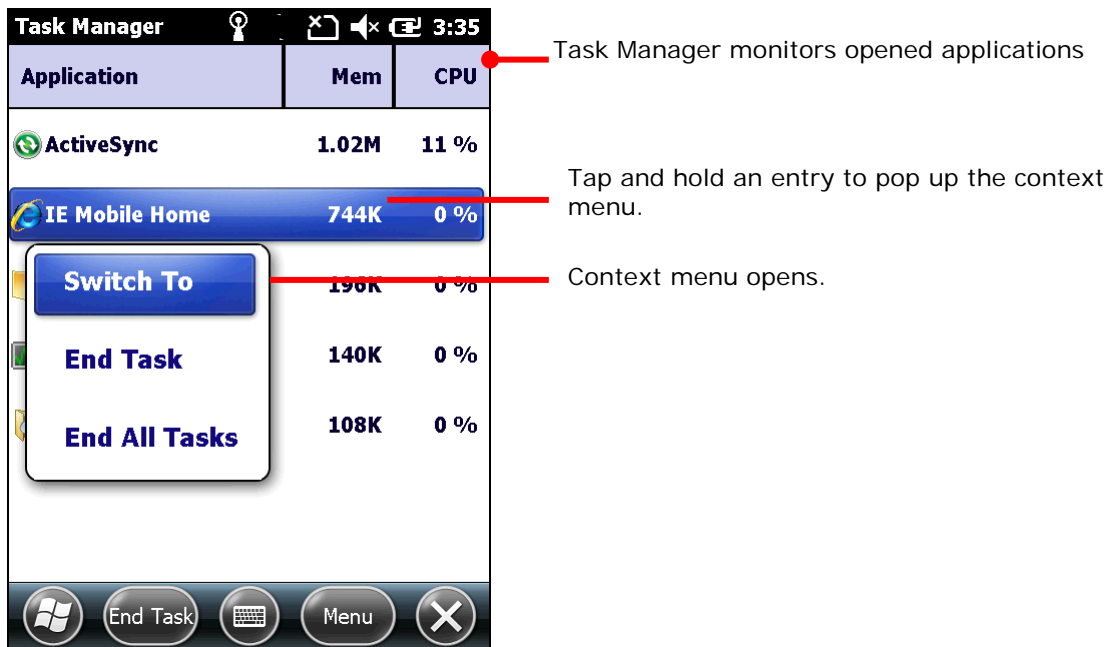 Task Manager 3:35
Task Manager monitors opened applications
Application Mem CPU
ActiveSync 1.02M 11 %
Tap and hold an entry to pop up the context
menu.
IE Mobile Home 744K 0 %
Switch To 196K 0 %
Context menu opens.
End Task 140K 0 %
End All Tasks 108K 0 %
End Task Menu